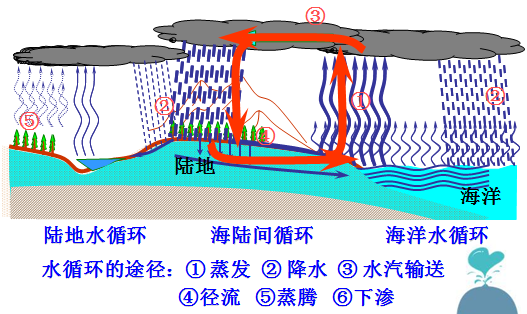 ③
⑤ ② ① ②
④
陆地
海洋
陆地水循环 海陆间循环 海洋水循环
水循环的途径：①蒸发 ②降水 ③水汽输送
④径流 ⑤蒸腾 ⑥下渗